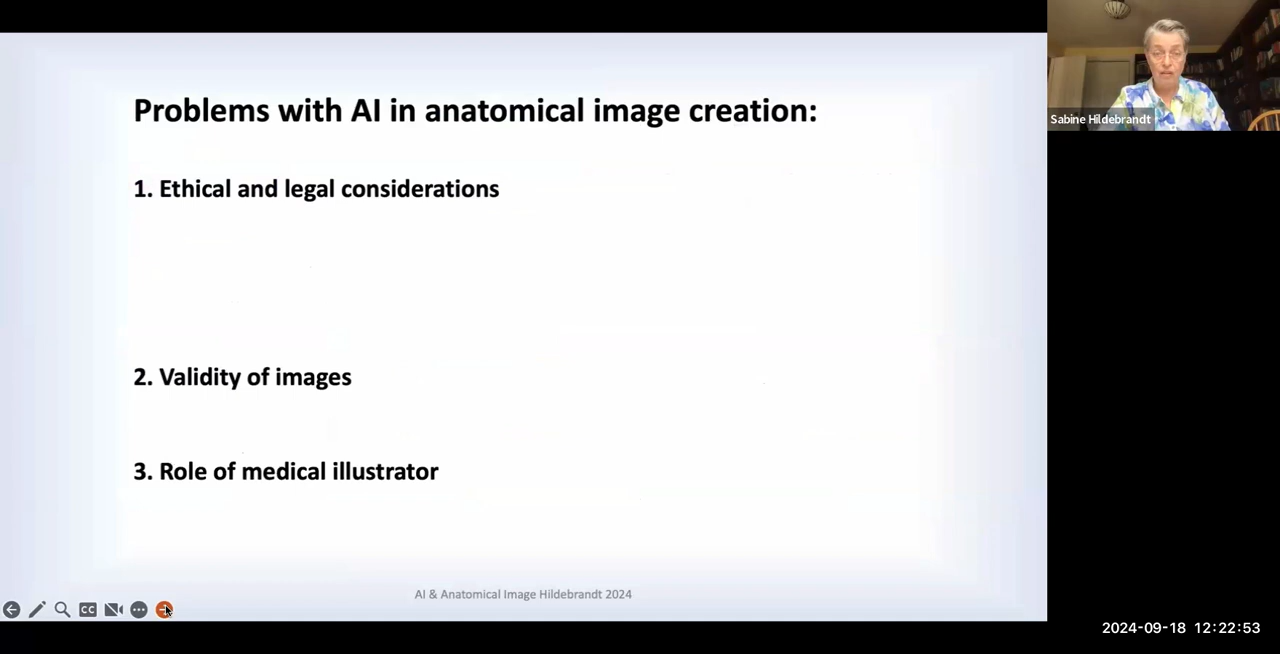 Problems with AI in anatomical image creation:
1. Ethical and legal considerations
2. Validity of images
3. Role of medical illustrator
AI & Anatomical Image Hildebrandt 2024
CC
Sabine Hildebrandt
2024-09-18 12:22:53